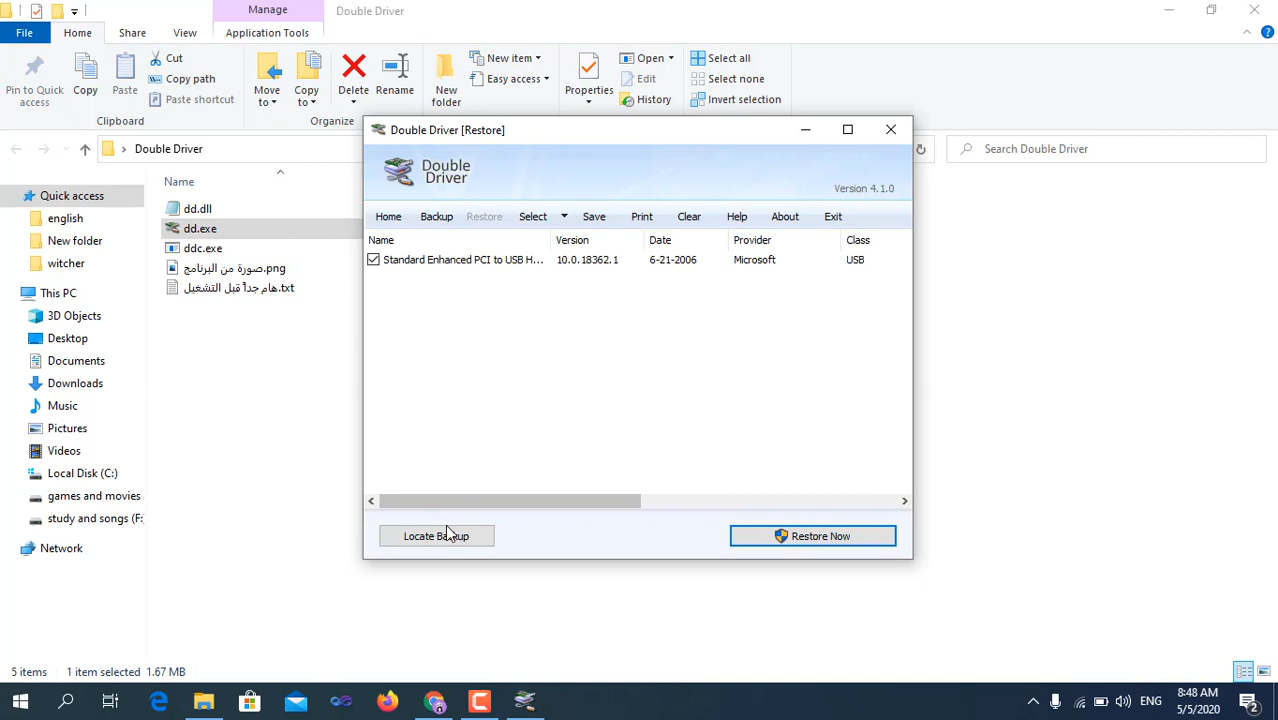 Manage
Double Driver
File
Home
Share
View
Application Tools
Pin to Quick access
Copy
Paste
Cut
Copy path
Paste shortcut
Clipboard
Move to
Copy to
Delete
Rename
Organize
New folder
New item
Easy access
Properties
Open
Edit
History
Select all
Select none
Invert selection
Double Driver
Search Double Driver
Quick access
english
New folder
witcher
This PC
3D Objects
Desktop
Documents
Downloads
Music
Pictures
Videos
Local Disk (C:)
games and movies
study and songs (F:
Network
Name
dd.dll
dd.exe
ddc.exe
صورة من البرنامج.png
هام جداً قبل التشغيل.txt
Double Driver [Restore]
Double Driver
Version 4.1.0
Home Backup Restore Select Save Print Clear Help About Exit
Name Version Date Provider Class
Standard Enhanced PCI to USB H... 10.0.18362.1 6-21-2006 Microsoft USB
Locate Backup
Restore Now
5 items 1 item selected 1.67 MB
ENG
8:48 AM
5/5/2020
2